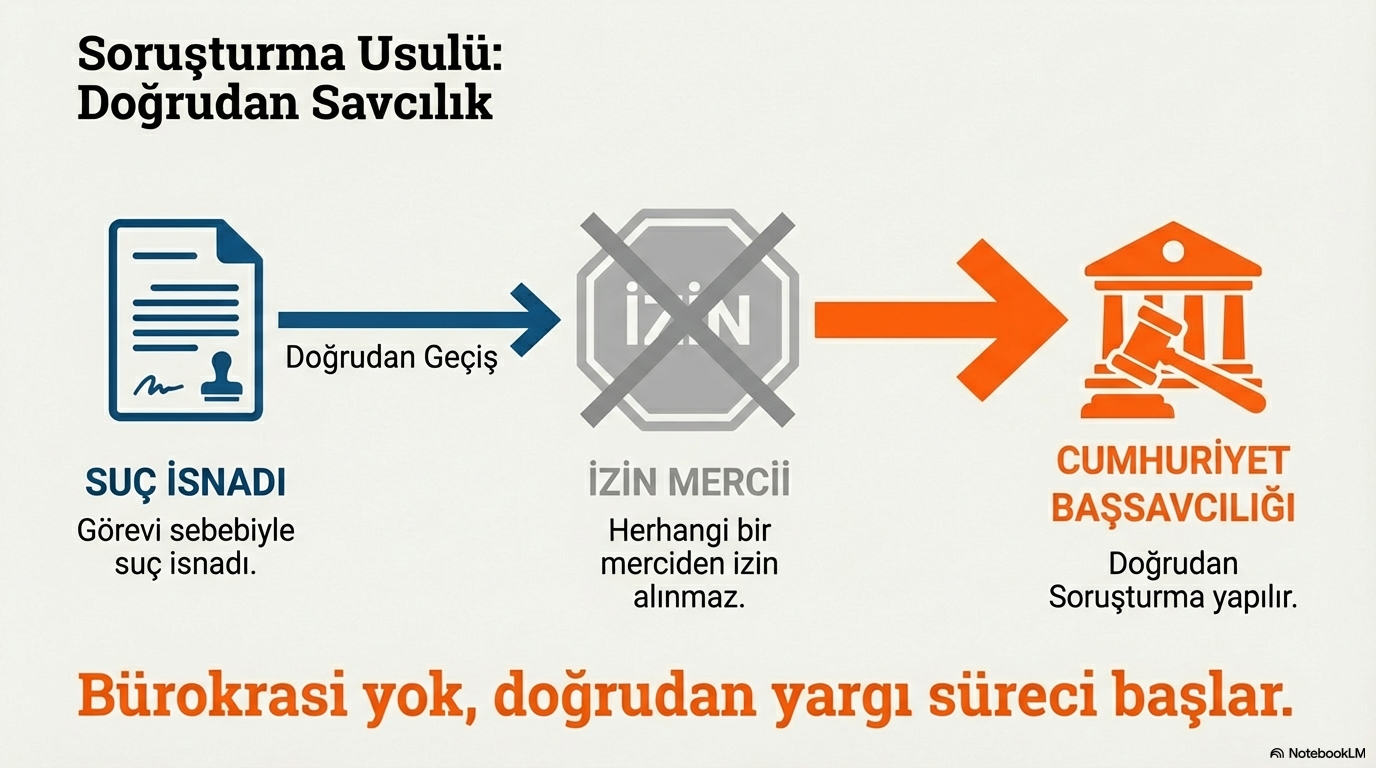 Soruşturma Usulü:
Doğrudan Savcılık
Doğrudan Geçiş
İZİN
SUÇ İSNADI
Görevi sebebiyle
suç isnadı.
İZİN MERCİİ
Herhangi bir
merciden izin
alınmaz.
CUMHURİYET
BAŞSAVCILIĞI
Doğrudan
Soruşturma yapılır.
Bürokrasi yok, doğrudan yargı süreci başlar.
NotebookLM